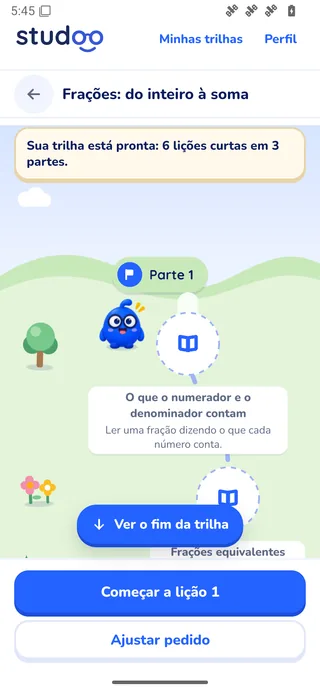 5:45
studoo
Minhas trilhas
Perfil
Frações: do inteiro à soma
Sua trilha está pronta: 6 lições curtas em 3
partes.
Parte 1
O que o numerador e o
denominador contam
Ler uma fração dizendo o que cada
número conta.
Ver o fim da trilha
Frações equivalentes
Começar a lição 1
Ajustar pedido